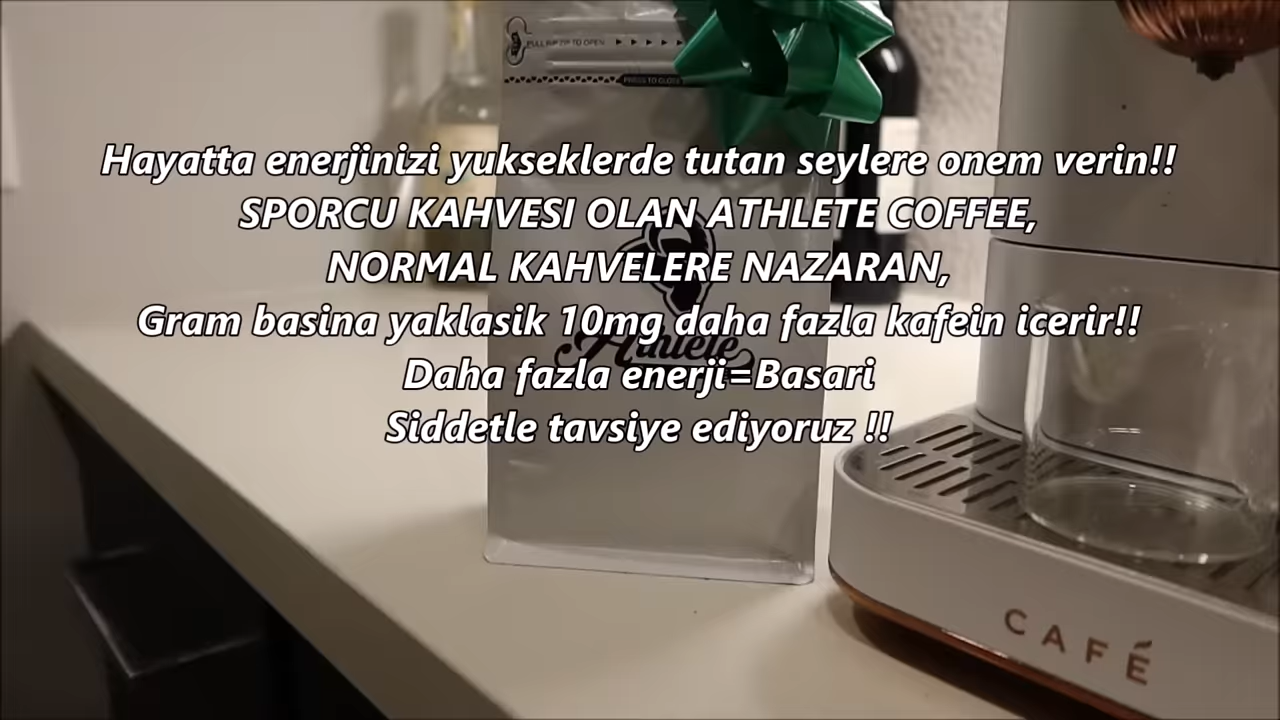 PULL RIP ZIP TO OPEN
PRESS TO CLOSE
Hayatta enerjinizi yukseklerde tutan seylere onem verin!!
SPORCU KAHVESI OLAN ATHLETE COFFEE,
NORMAL KAHVELERE NAZARAN,
Gram basina yaklasik 10mg daha fazla kafein icerir!!
Athlete
Daha fazla enerji=Basari
Siddetle tavsiye ediyoruz !!
CAFÉ